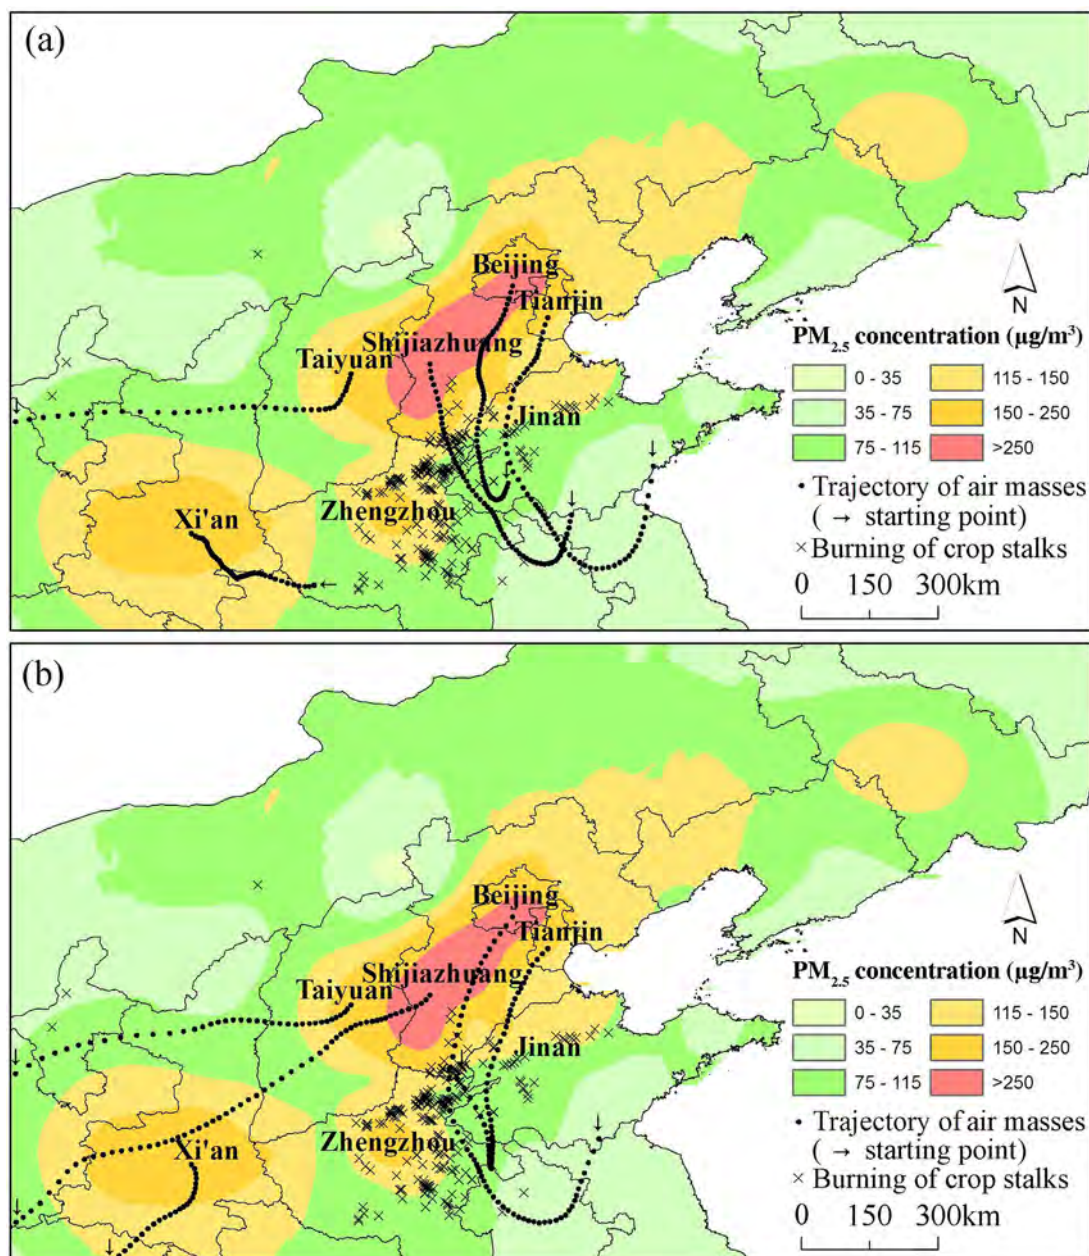 (a)
Beijing
Tianjin
Shijiazhuang
Taiyuan
Jinan
Zhengzhou
Xi'an
N
PM2.5 concentration (µg/m³)
0 - 35 115 - 150
35 - 75 150 - 250
75 - 115 >250
• Trajectory of air masses
( → starting point)
× Burning of crop stalks
0 150 300km
(b)
Beijing
Tianjin
Shijiazhuang
Taiyuan
Jinan
Zhengzhou
Xi'an
N
PM2.5 concentration (µg/m³)
0 - 35 115 - 150
35 - 75 150 - 250
75 - 115 >250
• Trajectory of air masses
( → starting point)
× Burning of crop stalks
0 150 300km